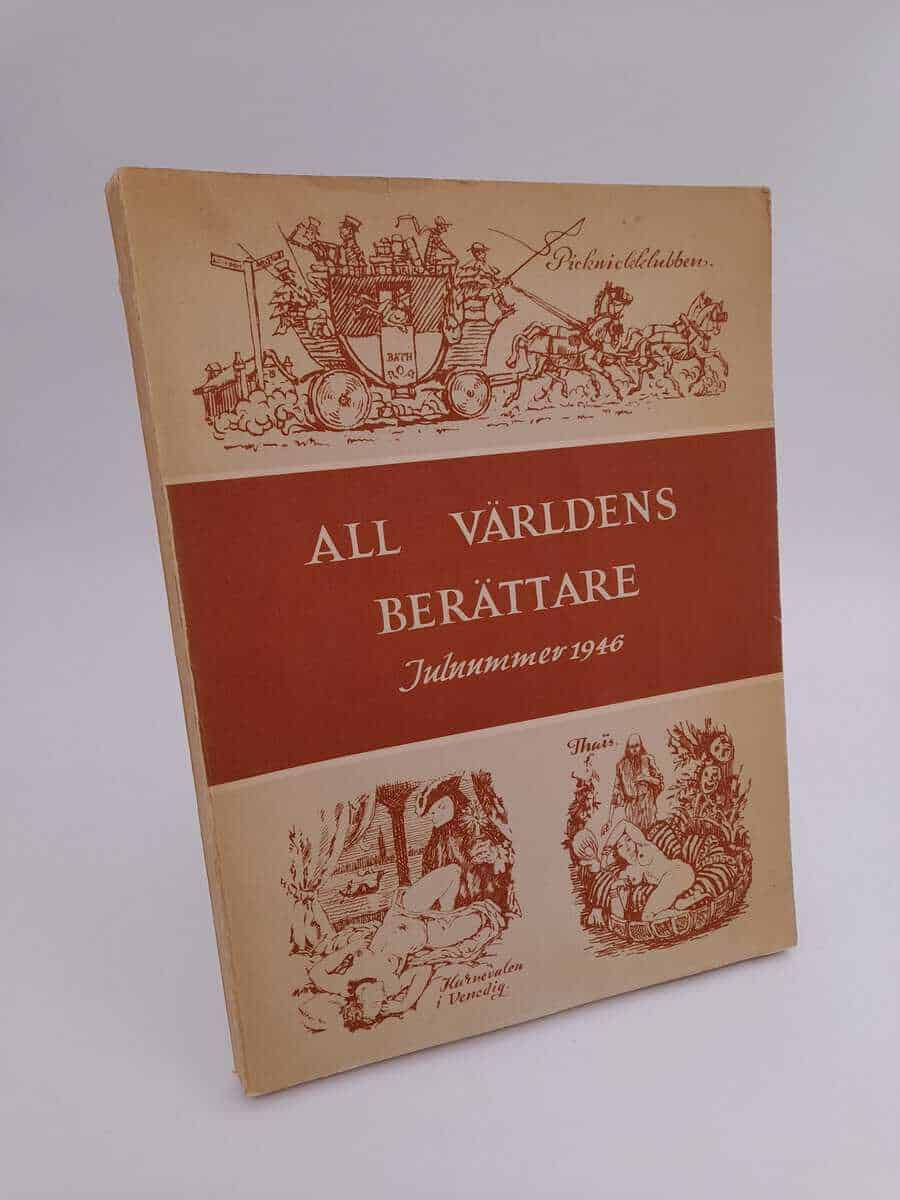 Picknickklubben.
BATH
ALL VÄRLDENS
BERÄTTARE
Julnummer 1946
Thaïs.
Karnevalen
i Venedig.